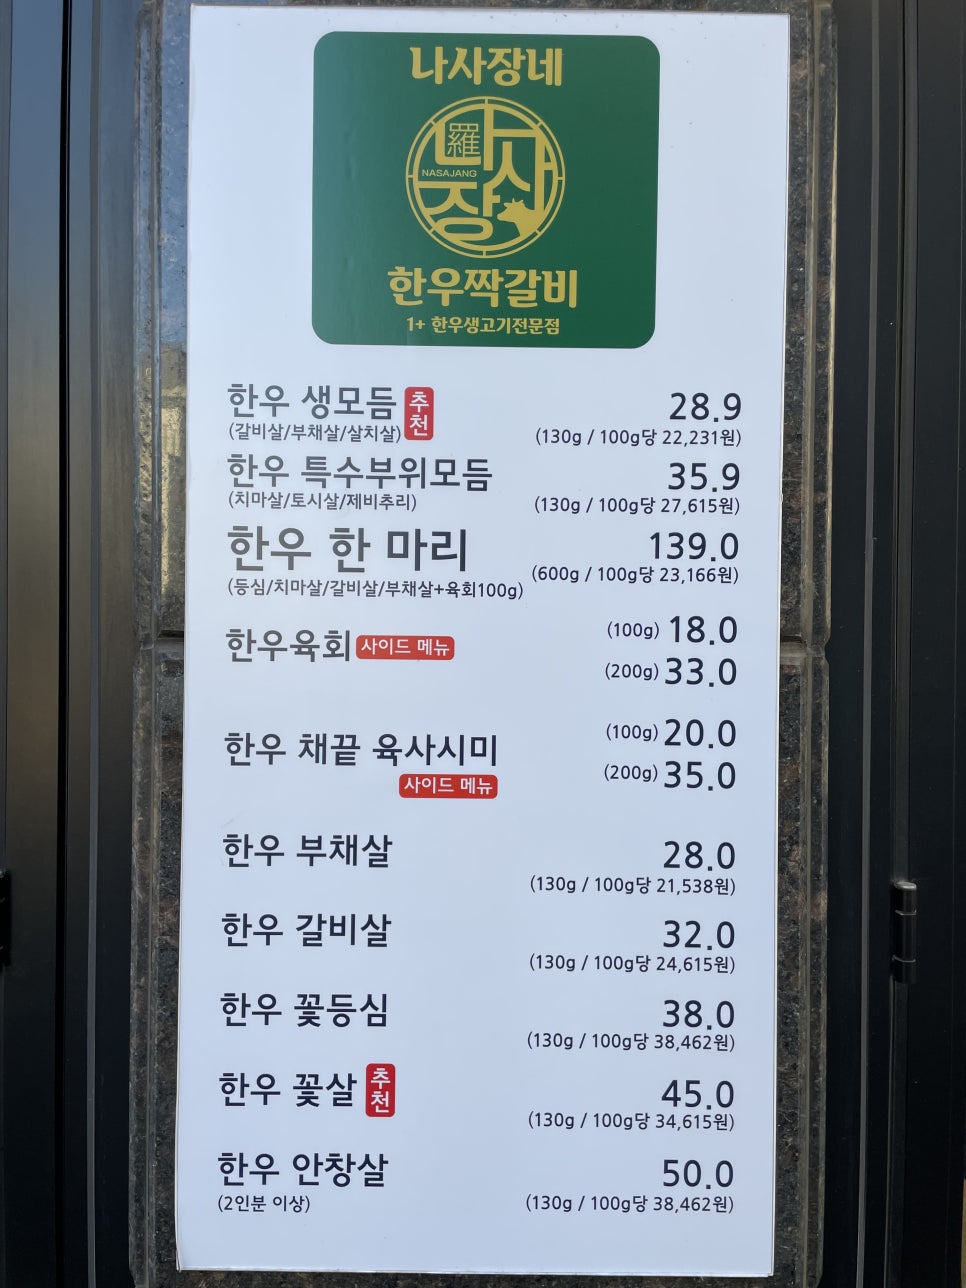 나사장네
羅
나사장
NASAJANG
한우짝갈비
1+ 한우생고기전문점
한우 생모듬 추천 28.9
(갈비살/부채살/살치살) (130g / 100g당 22,231원)
한우 특수부위모듬 35.9
(치마살/토시살/제비추리) (130g / 100g당 27,615원)
한우 한 마리 139.0
(등심/치마살/갈비살/부채살+육회100g) (600g / 100g당 23,166원)
한우육회 사이드 메뉴 (100g) 18.0
(200g) 33.0
한우 채끝 육사시미 (100g) 20.0
사이드 메뉴 (200g) 35.0
한우 부채살 28.0
(130g / 100g당 21,538원)
한우 갈비살 32.0
(130g / 100g당 24,615원)
한우 꽃등심 38.0
(130g / 100g당 38,462원)
한우 꽃살 추천 45.0
(130g / 100g당 34,615원)
한우 안창살 50.0
(2인분 이상) (130g / 100g당 38,462원)